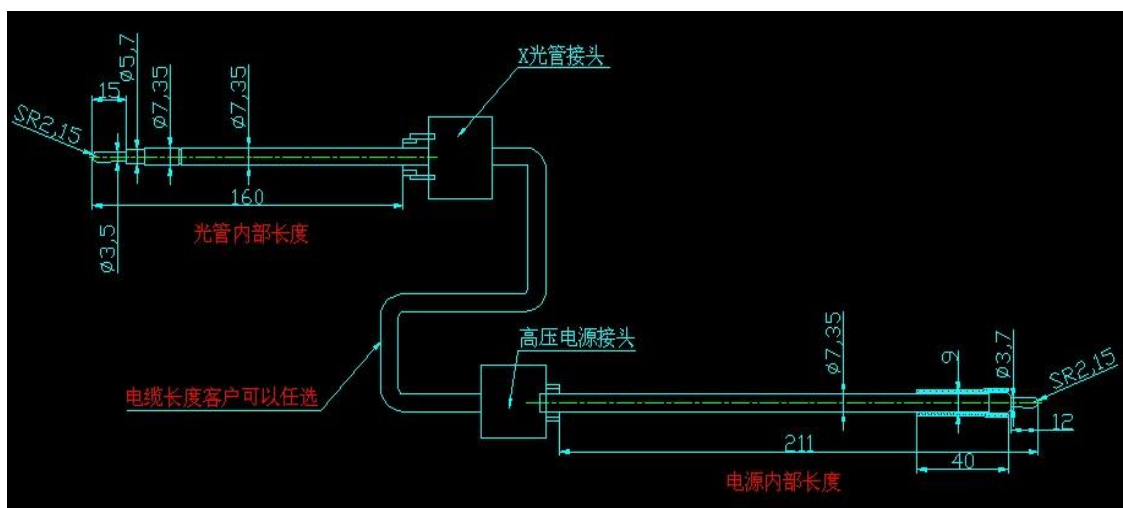 X光管接头
ø5,7
15
ø7,35
ø7,35
SR2,15
160
光管内部长度
ø3,5
高压电源接头
ø7,35
9
ø3,7
SR2,15
电缆长度客户可以任选
12
211
40
电源内部长度